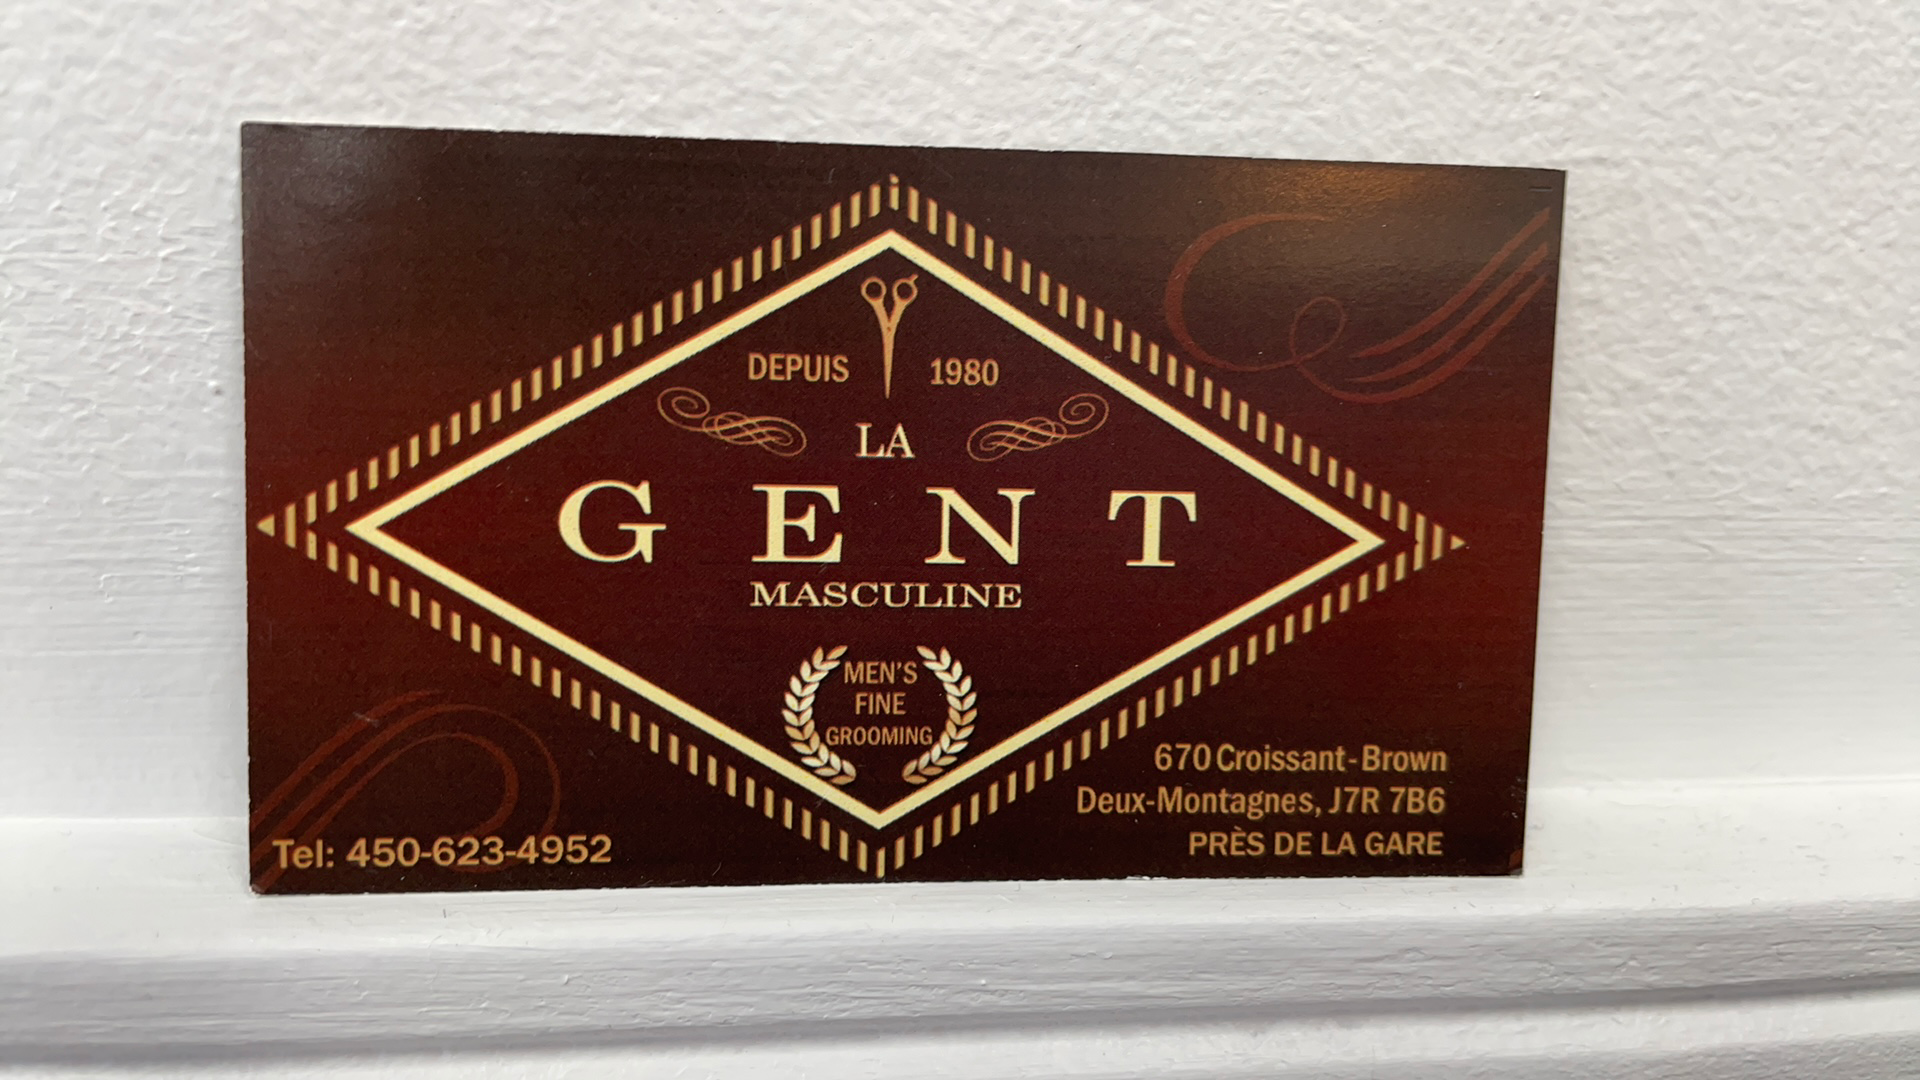 DEPUIS 1980
LA
GENT
MASCULINE
MEN'S
FINE
GROOMING
670 Croissant-Brown
Deux-Montagnes, J7R 7B6
PRÈS DE LA GARE
Tel: 450-623-4952